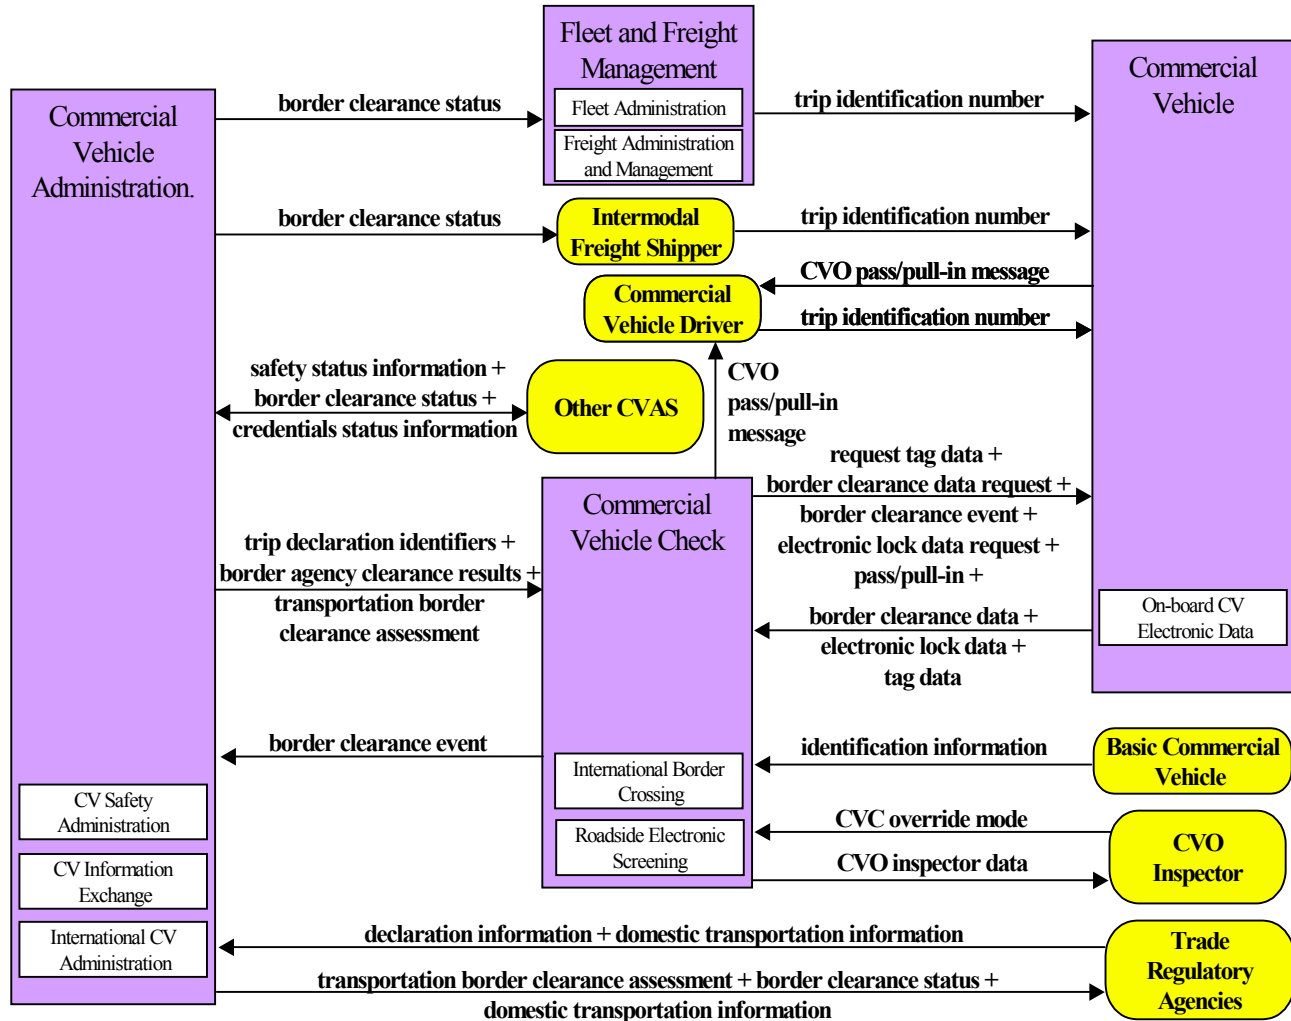 Fleet and Freight
Management
Fleet Administration
Freight Administration
and Management
Commercial
Vehicle
Commercial
Vehicle
Administration.
border clearance status
trip identification number
border clearance status
Intermodal
Freight Shipper
trip identification number
CVO pass/pull-in message
Commercial
Vehicle Driver
trip identification number
safety status information +
border clearance status +
credentials status information
Other CVAS
CVO
pass/pull-in
message
request tag data +
border clearance data request +
border clearance event +
electronic lock data request +
pass/pull-in +
Commercial
Vehicle Check
trip declaration identifiers +
border agency clearance results +
transportation border
clearance assessment
border clearance data +
electronic lock data +
tag data
On-board CV
Electronic Data
border clearance event
identification information
Basic Commercial
Vehicle
International Border
Crossing
CV Safety
Administration
Roadside Electronic
Screening
CVC override mode
CVO inspector data
CVO
Inspector
CV Information
Exchange
International CV
Administration
declaration information + domestic transportation information
transportation border clearance assessment + border clearance status +
domestic transportation information
Trade
Regulatory
Agencies